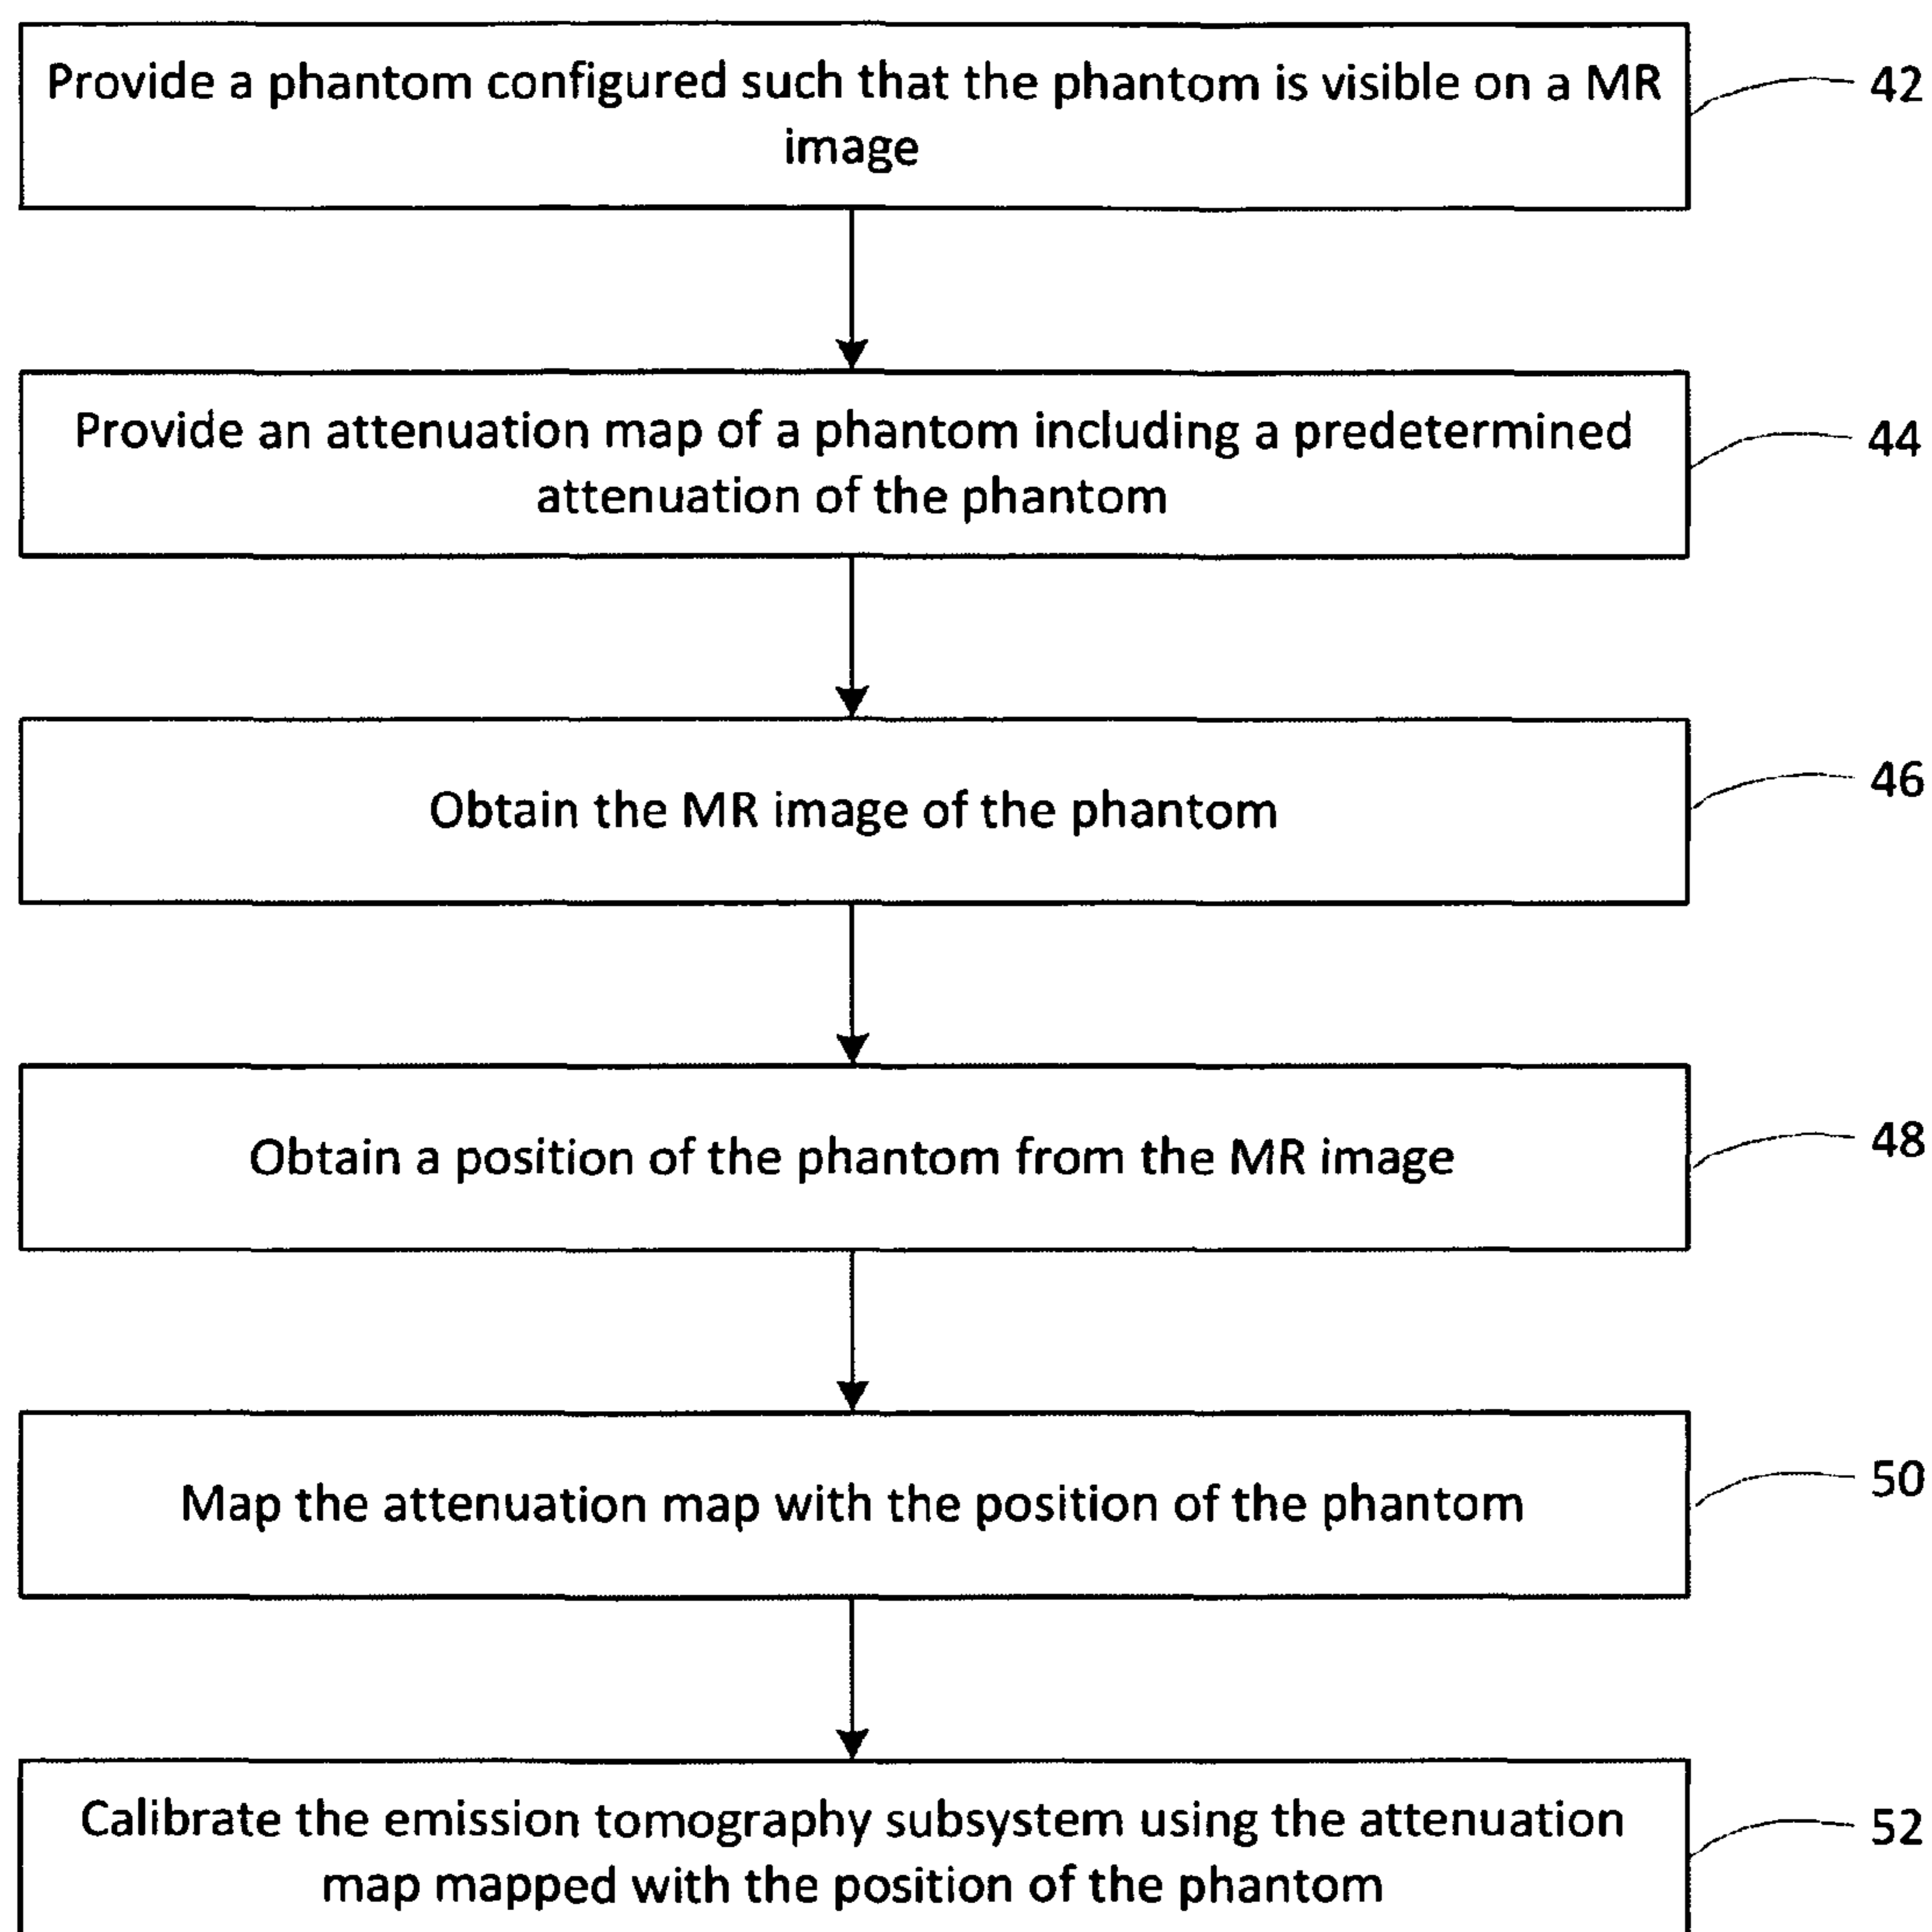 Provide a phantom configured such that the phantom is visible on a MR
image
42
Provide an attenuation map of a phantom including a predetermined
attenuation of the phantom
44
Obtain the MR image of the phantom
46
Obtain a position of the phantom from the MR image
48
Map the attenuation map with the position of the phantom
50
Calibrate the emission tomography subsystem using the attenuation
map mapped with the position of the phantom
52